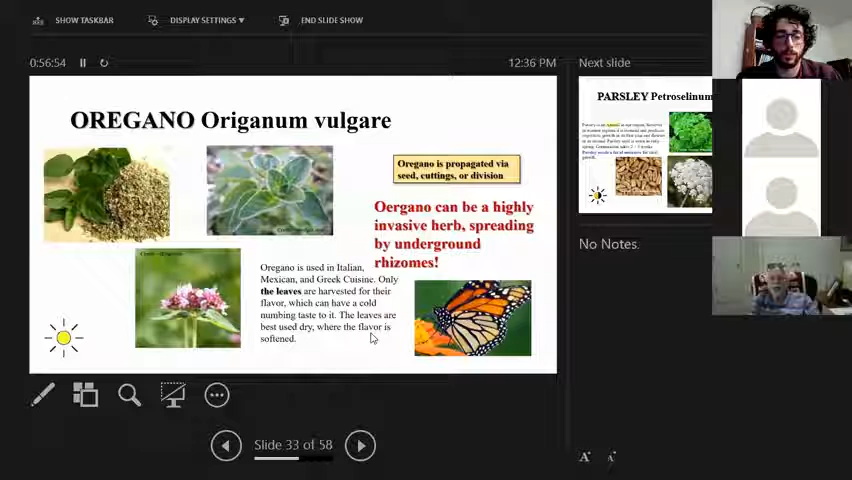 SHOW TASKBAR
DISPLAY SETTINGS ▼
END SLIDE SHOW
0:56:54
12:36 PM
OREGANO Origanum vulgare
Oregano is propagated via
seed, cuttings, or division
Oergano can be a highly
invasive herb, spreading
by underground
rhizomes!
Oregano is used in Italian,
Mexican, and Greek Cuisine. Only
the leaves are harvested for their
flavor, which can have a cold
numbing taste to it. The leaves are
best used dry, where the flavor is
softened.
Slide 33 of 58
Next slide
PARSLEY Petroselinum
No Notes.
A
A